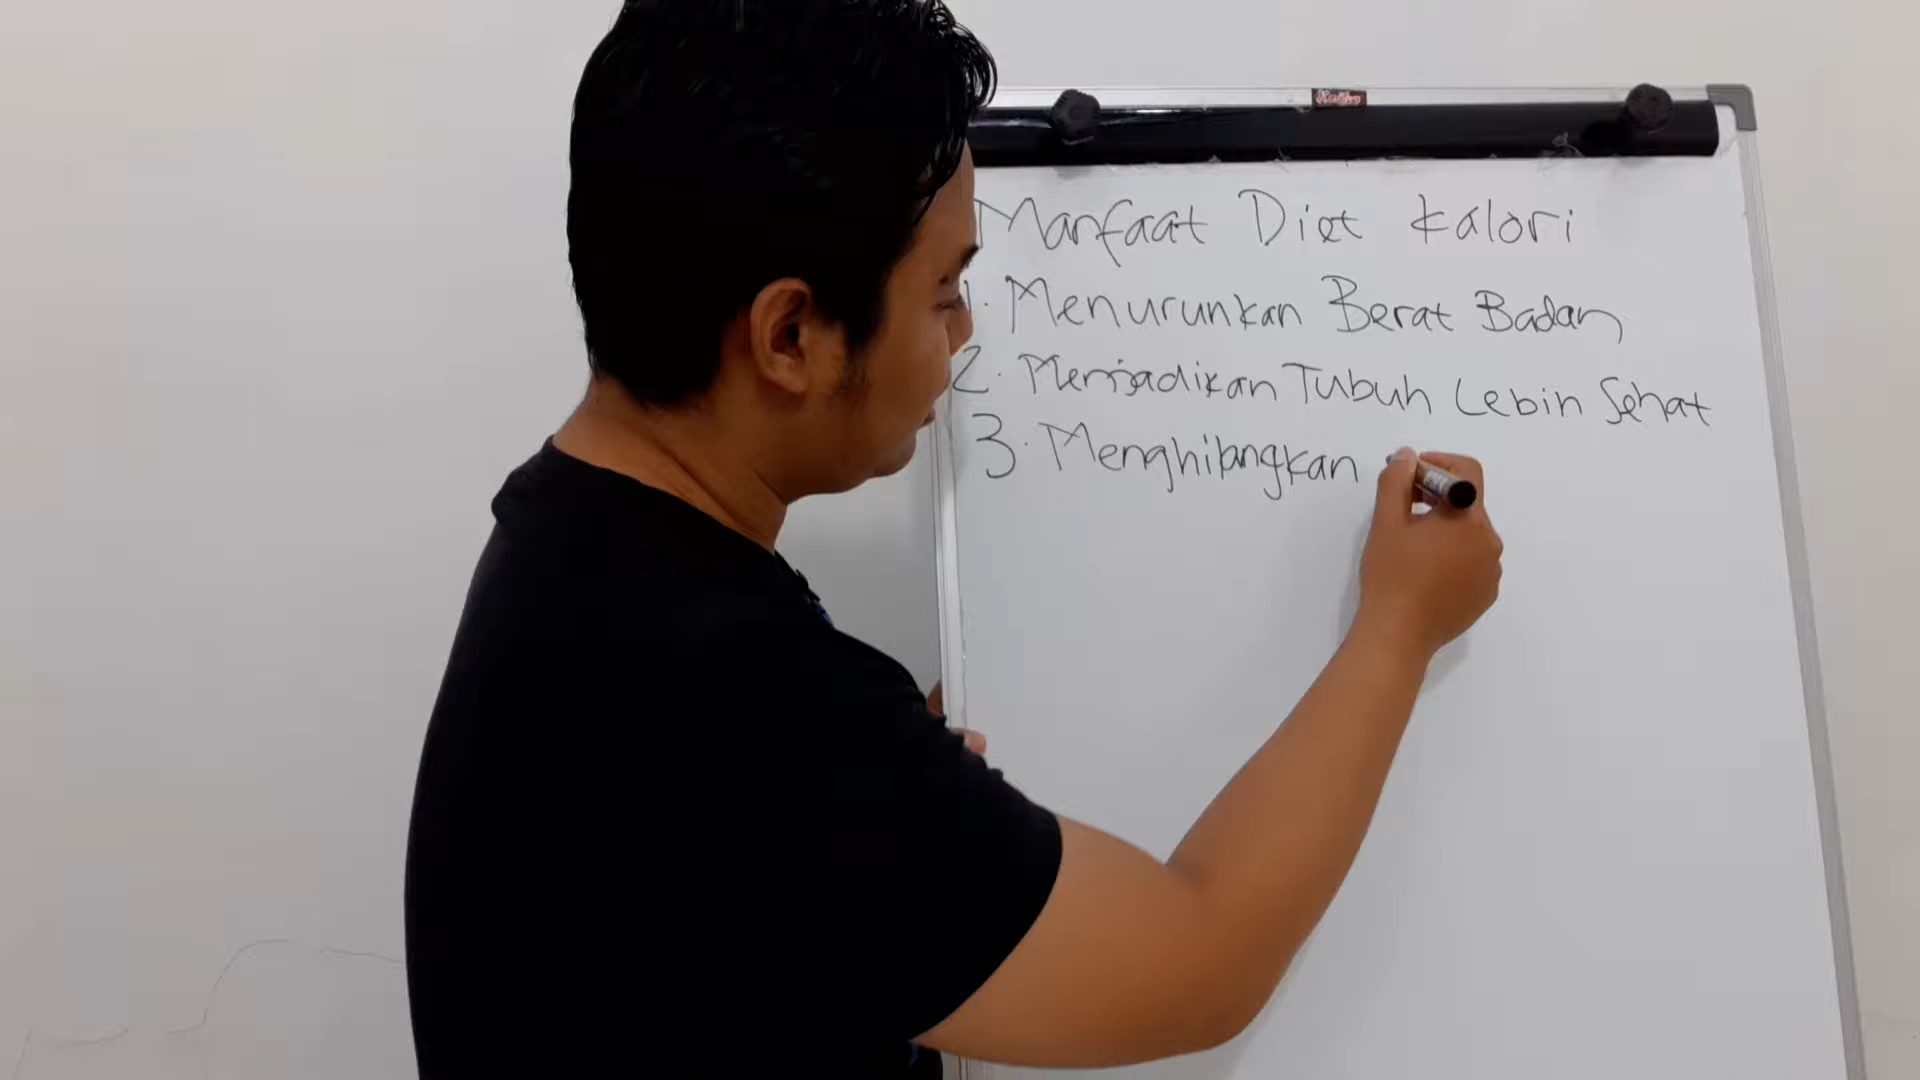 Manfaat Diet Kalori
1. Menurunkan Berat Badan
2. Menjadikan Tubuh Lebih Sehat
3. Menghilangkan